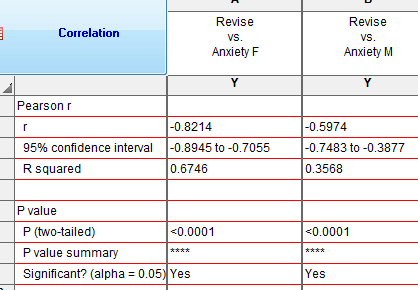 A B
Correlation
Revise
vs.
Anxiety F
Revise
vs.
Anxiety M
Y Y
Pearson r
r -0.8214 -0.5974
95% confidence interval -0.8945 to -0.7055 -0.7483 to -0.3877
R squared 0.6746 0.3568
P value
P (two-tailed) <0.0001 <0.0001
P value summary **** ****
Significant? (alpha = 0.05) Yes Yes